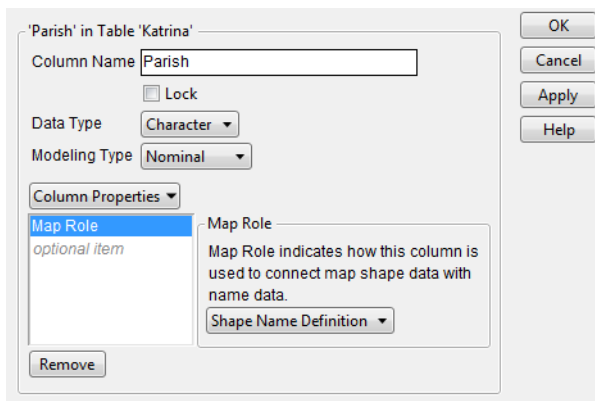 'Parish' in Table 'Katrina'
Column Name Parish
Lock
Data Type Character
Modeling Type Nominal
Column Properties
Map Role
optional item
Map Role
Map Role indicates how this column is
used to connect map shape data with
name data.
Shape Name Definition
Remove
OK
Cancel
Apply
Help